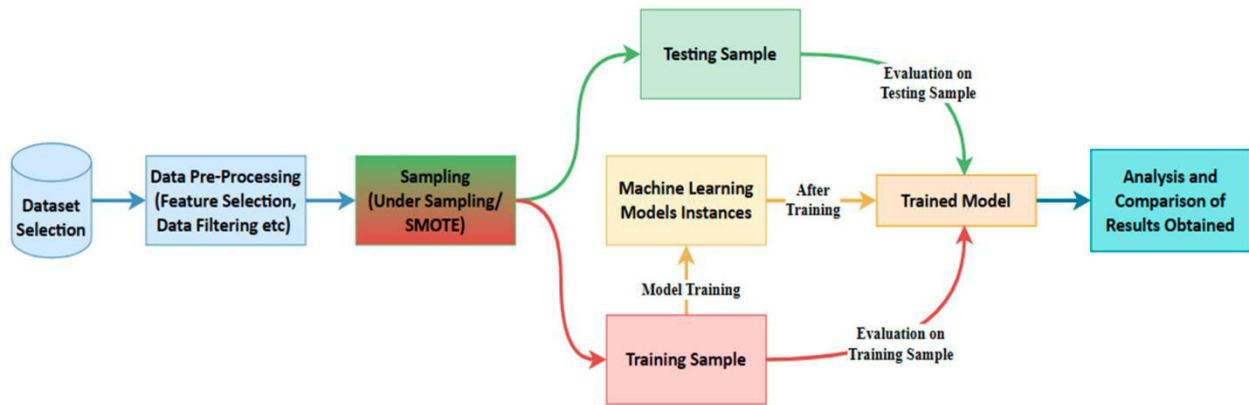 Dataset
Selection
Data Pre-Processing
(Feature Selection,
Data Filtering etc)
Sampling
(Under Sampling/
SMOTE)
Testing Sample
Evaluation on
Testing Sample
Machine Learning
Models Instances
After
Training
Model Training
Training Sample
Evaluation on
Training Sample
Trained Model
Analysis and
Comparison of
Results Obtained